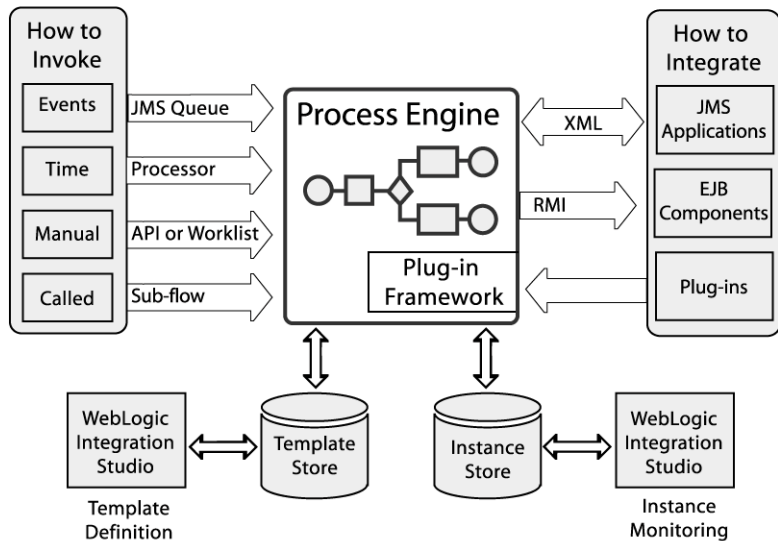 How to
Invoke
Events
Time
Manual
Called
JMS Queue
Processor
API or Worklist
Sub-flow
Process Engine
Plug-in
Framework
XML
RMI
How to
Integrate
JMS
Applications
EJB
Components
Plug-ins
WebLogic
Integration
Studio
Template
Definition
Template
Store
Instance
Store
WebLogic
Integration
Studio
Instance
Monitoring